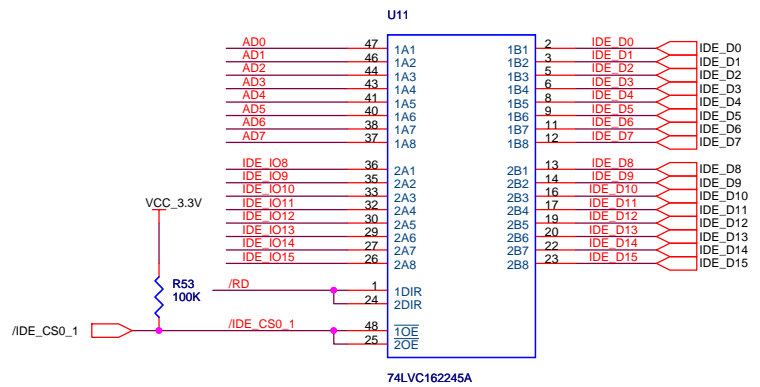 U11
AD0 47 1A1 1B1 2 IDE_D0 IDE_D0
AD1 46 1A2 1B2 3 IDE_D1 IDE_D1
AD2 44 1A3 1B3 5 IDE_D2 IDE_D2
AD3 43 1A4 1B4 6 IDE_D3 IDE_D3
AD4 41 1A5 1B5 8 IDE_D4 IDE_D4
AD5 40 1A6 1B6 9 IDE_D5 IDE_D5
AD6 38 1A7 1B7 11 IDE_D6 IDE_D6
AD7 37 1A8 1B8 12 IDE_D7 IDE_D7
IDE_IO8 36 2A1 2B1 13 IDE_D8 IDE_D8
IDE_IO9 35 2A2 2B2 14 IDE_D9 IDE_D9
IDE_IO10 33 2A3 2B3 16 IDE_D10 IDE_D10
IDE_IO11 32 2A4 2B4 17 IDE_D11 IDE_D11
IDE_IO12 30 2A5 2B5 19 IDE_D12 IDE_D12
IDE_IO13 29 2A6 2B6 20 IDE_D13 IDE_D13
IDE_IO14 27 2A7 2B7 22 IDE_D14 IDE_D14
IDE_IO15 26 2A8 2B8 23 IDE_D15 IDE_D15
VCC_3.3V
R53
100K
/RD 1 1DIR
24 2DIR
/IDE_CS0_1 /IDE_CS0_1 48 1OE
25 2OE
74LVC162245A